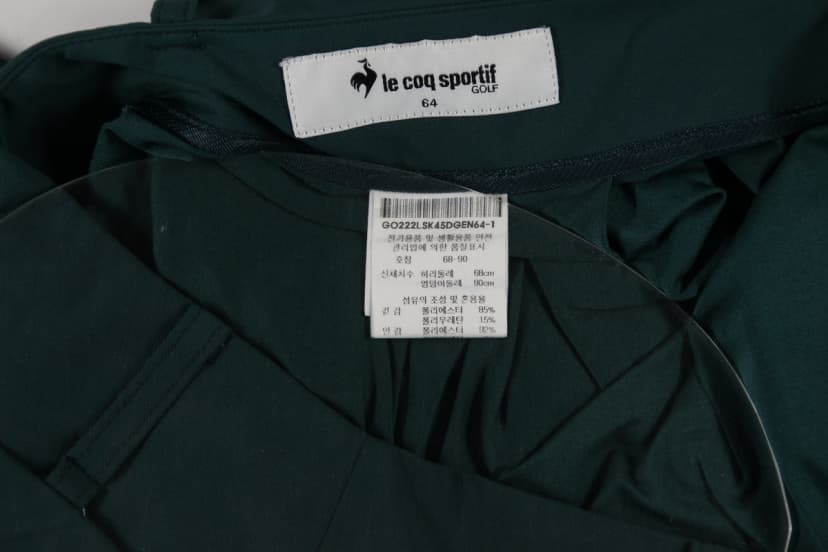 le coq sportif
GOLF
64
GO222LSK45DGEN64-1
전기용품 및 생활용품 안전
관리법에 의한 품질표시
호칭 68-90
신체치수 허리둘레 68cm
엉덩이둘레 90cm
섬유의 조성 및 혼용율
겉감 폴리에스터 85%
폴리우레탄 15%
안감 폴리에스터 92%